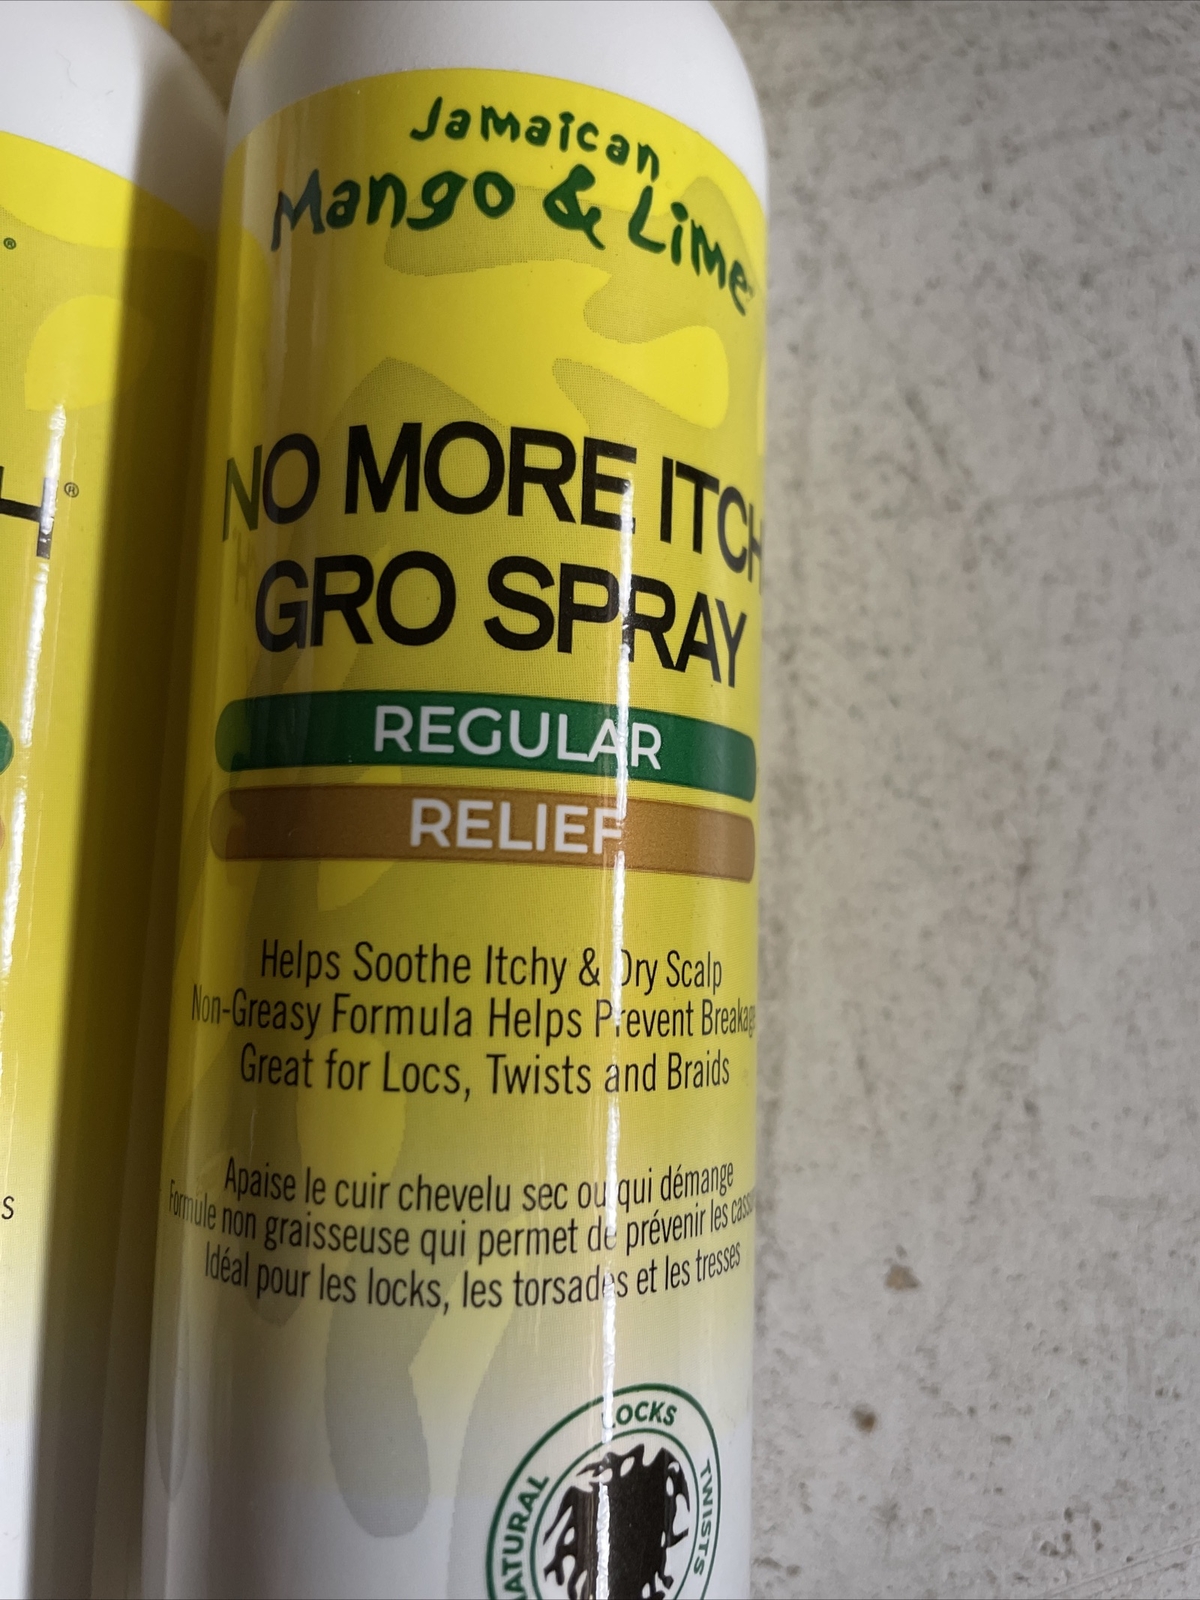 Jamaican
Mango & Lime
NO MORE ITCH
GRO SPRAY
REGULAR
RELIEF
Helps Soothe Itchy & Dry Scalp
Non-Greasy Formula Helps Prevent Breakage
Great for Locs, Twists and Braids
Apaise le cuir chevelu sec ou qui démange
Formule non graisseuse qui permet de prévenir les
Idéal pour les locks, les torsades et les tresses
NATURAL LOCKS TWISTS